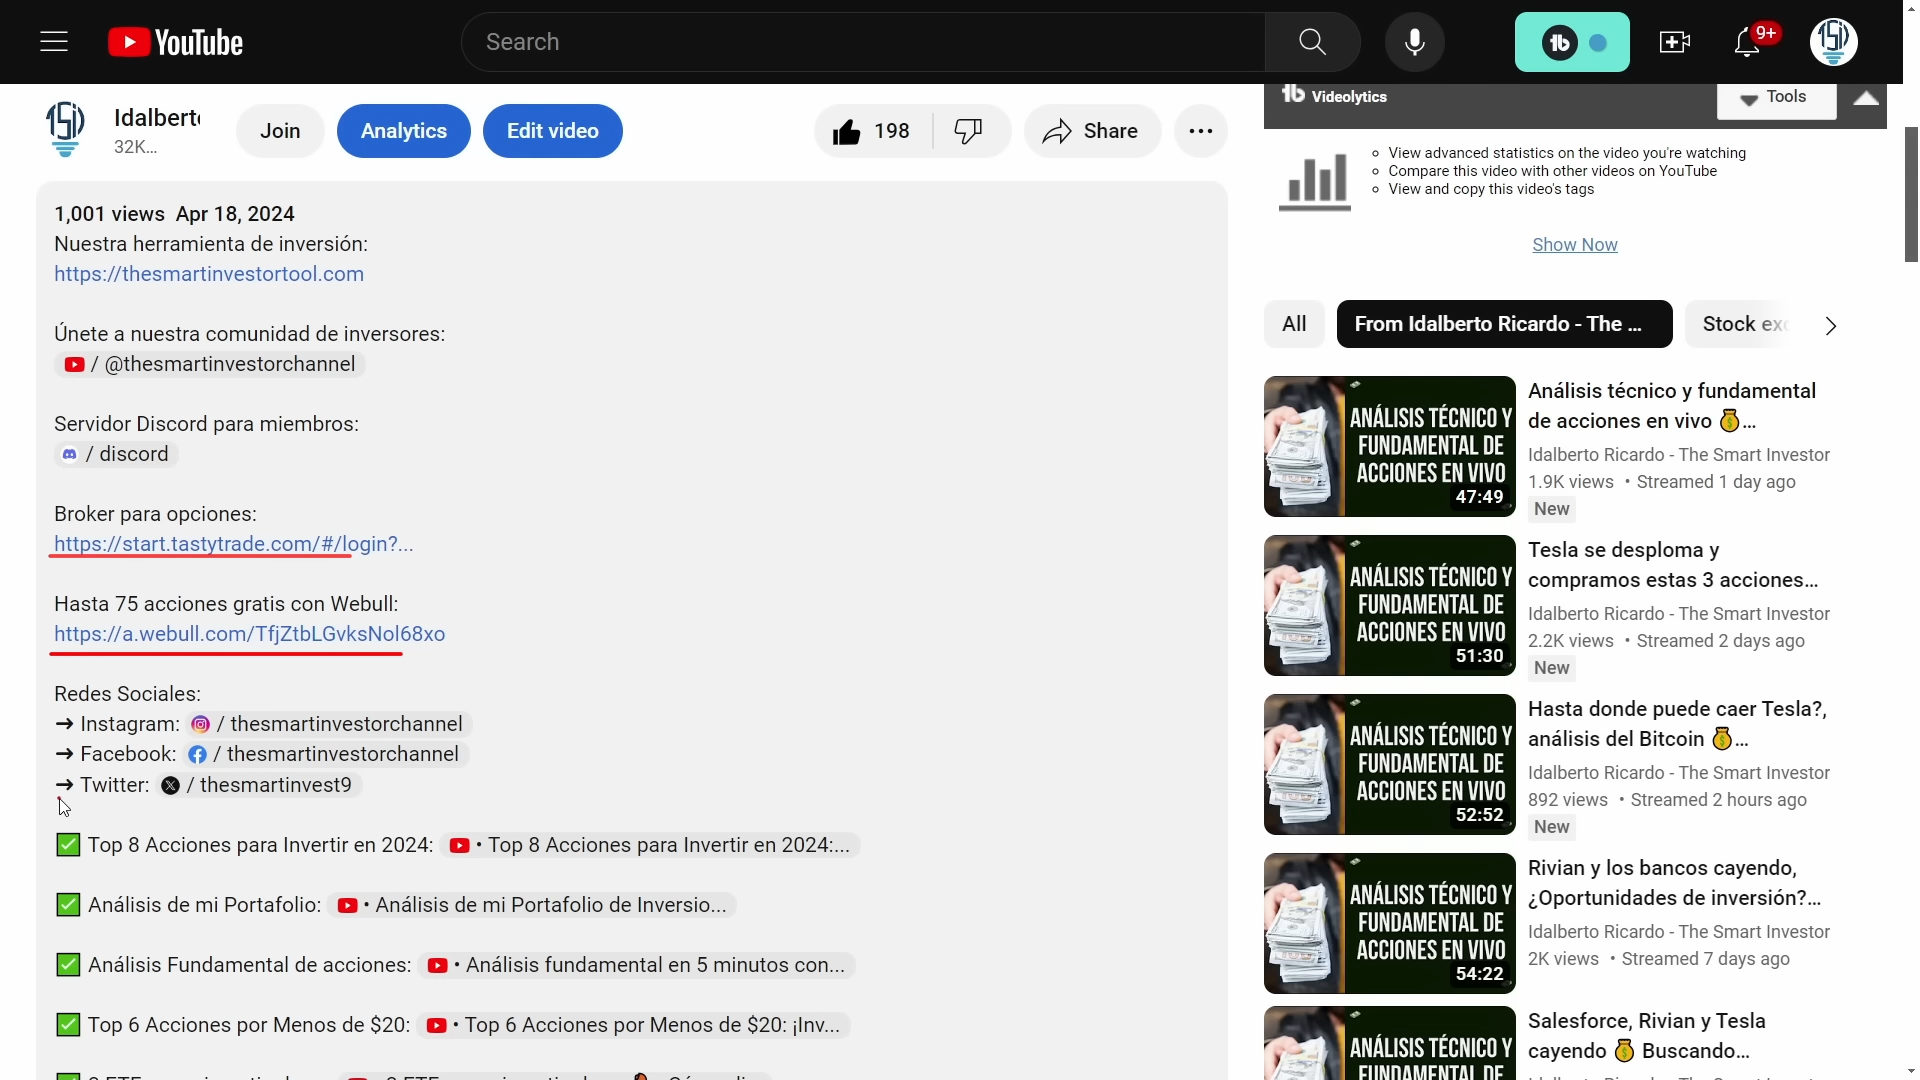 YouTube
Search
9+
Idalberto
32K...
Join
Analytics
Edit video
198
Share
1,001 views Apr 18, 2024
Nuestra herramienta de inversión:
https://thesmartinvestortool.com
Únete a nuestra comunidad de inversores:
/ @thesmartinvestorchannel
Servidor Discord para miembros:
/ discord
Broker para opciones:
https://start.tastytrade.com/#/login?...
Hasta 75 acciones gratis con Webull:
https://a.webull.com/TfjZtbLGvksNol68xo
Redes Sociales:
➔ Instagram: / thesmartinvestorchannel
➔ Facebook: / thesmartinvestorchannel
➔ Twitter: / thesmartinvest9
✅ Top 8 Acciones para Invertir en 2024: • Top 8 Acciones para Invertir en 2024:...
✅ Análisis de mi Portafolio: • Análisis de mi Portafolio de Inversio...
✅ Análisis Fundamental de acciones: • Análisis fundamental en 5 minutos con...
✅ Top 6 Acciones por Menos de $20: • Top 6 Acciones por Menos de $20: ¡Inv...
Videolytics
Tools
View advanced statistics on the video you're watching
Compare this video with other videos on YouTube
View and copy this video's tags
Show Now
All
From Idalberto Ricardo - The ...
Stock exc
ANÁLISIS TÉCNICO Y
FUNDAMENTAL DE
ACCIONES EN VIVO
47:49
Análisis técnico y fundamental
de acciones en vivo 💰...
Idalberto Ricardo - The Smart Investor
1.9K views • Streamed 1 day ago
New
ANÁLISIS TÉCNICO Y
FUNDAMENTAL DE
ACCIONES EN VIVO
51:30
Tesla se desploma y
compramos estas 3 acciones...
Idalberto Ricardo - The Smart Investor
2.2K views • Streamed 2 days ago
New
ANÁLISIS TÉCNICO Y
FUNDAMENTAL DE
ACCIONES EN VIVO
52:52
Hasta donde puede caer Tesla?,
análisis del Bitcoin 💰...
Idalberto Ricardo - The Smart Investor
892 views • Streamed 2 hours ago
New
ANÁLISIS TÉCNICO Y
FUNDAMENTAL DE
ACCIONES EN VIVO
54:22
Rivian y los bancos cayendo,
¿Oportunidades de inversión?...
Idalberto Ricardo - The Smart Investor
2K views • Streamed 7 days ago
ANÁLISIS TÉCNICO Y
FUNDAMENTAL DE
Salesforce, Rivian y Tesla
cayendo 💰 Buscando...